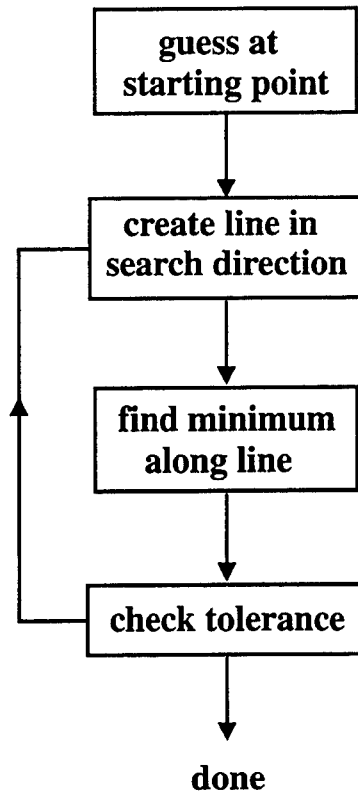 guess at
starting point
create line in
search direction
find minimum
along line
check tolerance
done